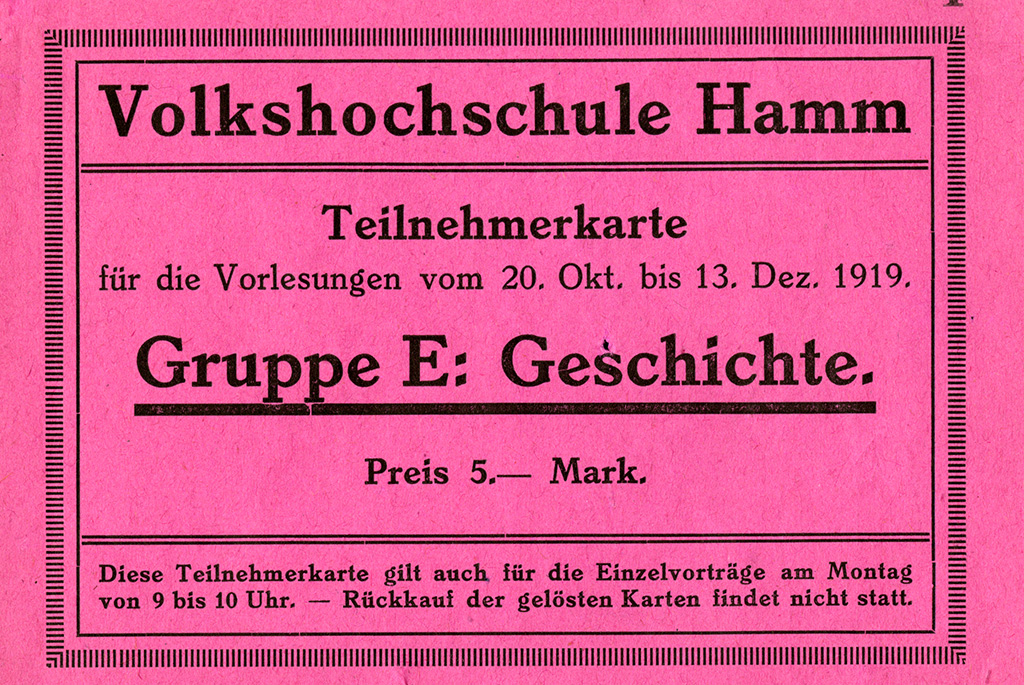 Volkshochschule Hamm
Teilnehmerkarte
für die Vorlesungen vom 20. Okt. bis 13. Dez. 1919.
Gruppe E: Geschichte.
Preis 5.— Mark.
Diese Teilnehmerkarte gilt auch für die Einzelvorträge am Montag
von 9 bis 10 Uhr. — Rückkauf der gelösten Karten findet nicht statt.